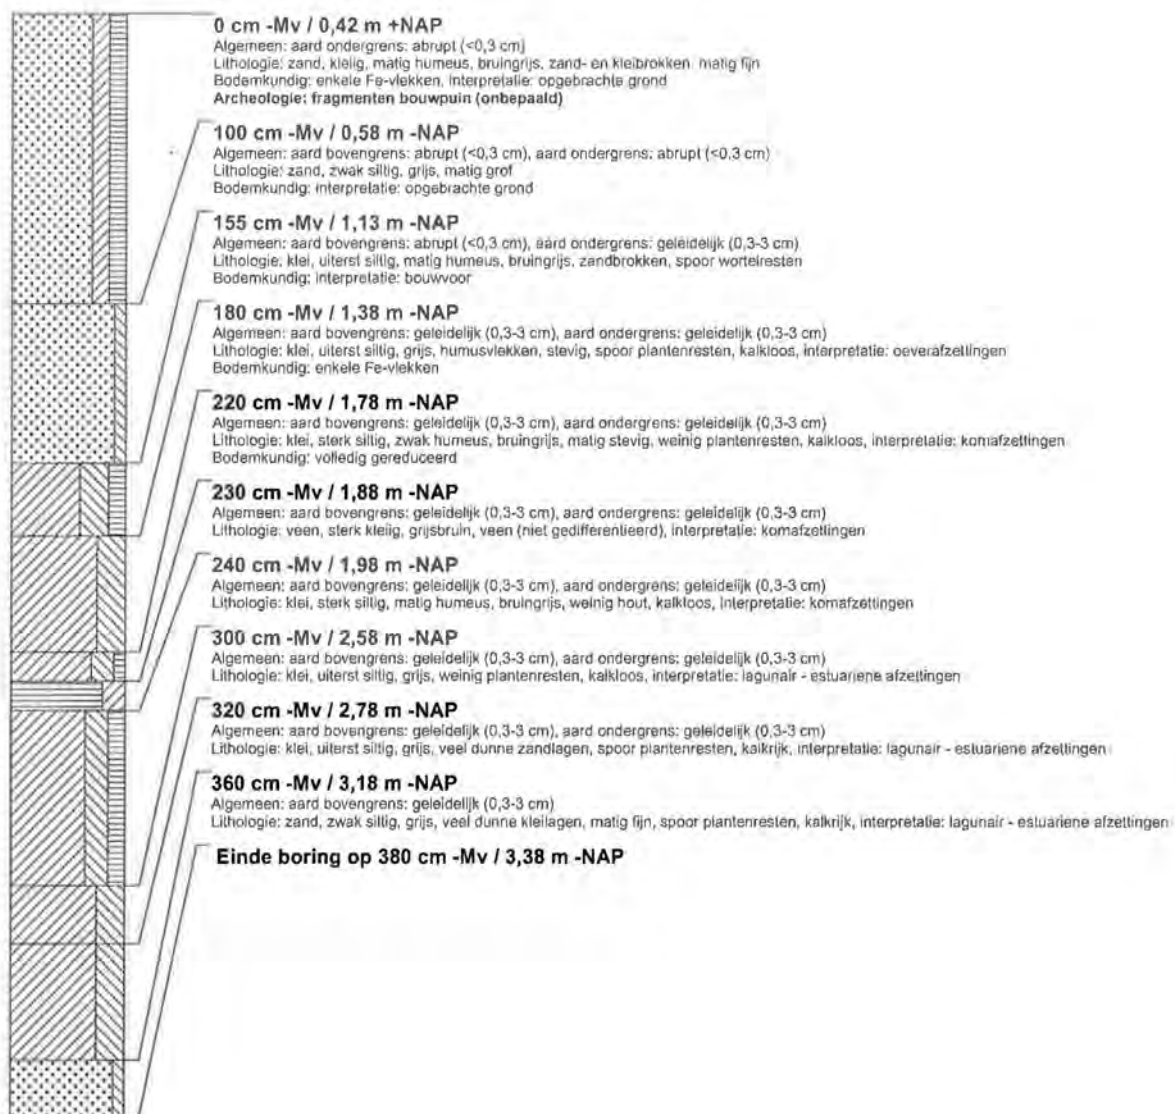 0 cm -Mv / 0,42 m +NAP
Algemeen: aard ondergrens: abrupt (<0,3 cm)
Lithologie: zand, kleiig, matig humeus, bruingrijs, zand- en kleibrokken, matig fijn
Bodemkundig: enkele Fe-vlekken, interpretatie: opgebrachte grond
Archeologie: fragmenten bouwpuin (onbepaald)
100 cm -Mv / 0,58 m -NAP
Algemeen: aard bovengrens: abrupt (<0,3 cm), aard ondergrens: abrupt (<0,3 cm)
Lithologie: zand, zwak siltig, grijs, matig grof
Bodemkundig: interpretatie: opgebrachte grond
155 cm -Mv / 1,13 m -NAP
Algemeen: aard bovengrens: abrupt (<0,3 cm), aard ondergrens: geleidelijk (0,3-3 cm)
Lithologie: klei, uiterst siltig, matig humeus, bruingrijs, zandbrokken, spoor wortelresten
Bodemkundig: interpretatie: bouwvoor
180 cm -Mv / 1,38 m -NAP
Algemeen: aard bovengrens: geleidelijk (0,3-3 cm), aard ondergrens: geleidelijk (0,3-3 cm)
Lithologie: klei, uiterst siltig, grijs, humusvlekken, stevig, spoor plantenresten, kalkloos, interpretatie: oeverafzettingen
Bodemkundig: enkele Fe-vlekken
220 cm -Mv / 1,78 m -NAP
Algemeen: aard bovengrens: geleidelijk (0,3-3 cm), aard ondergrens: geleidelijk (0,3-3 cm)
Lithologie: klei, sterk siltig, zwak humeus, bruingrijs, matig stevig, weinig plantenresten, kalkloos, interpretatie: komafzettingen
Bodemkundig: volledig gereduceerd
230 cm -Mv / 1,88 m -NAP
Algemeen: aard bovengrens: geleidelijk (0,3-3 cm), aard ondergrens: geleidelijk (0,3-3 cm)
Lithologie: veen, sterk kleiig, grijsbruin, veen (niet gedifferentieerd), interpretatie: komafzettingen
240 cm -Mv / 1,98 m -NAP
Algemeen: aard bovengrens: geleidelijk (0,3-3 cm), aard ondergrens: geleidelijk (0,3-3 cm)
Lithologie: klei, sterk siltig, matig humeus, bruingrijs, weinig hout, kalkloos, interpretatie: komafzettingen
300 cm -Mv / 2,58 m -NAP
Algemeen: aard bovengrens: geleidelijk (0,3-3 cm), aard ondergrens: geleidelijk (0,3-3 cm)
Lithologie: klei, uiterst siltig, grijs, weinig plantenresten, kalkloos, interpretatie: lagunair - estuariene afzettingen
320 cm -Mv / 2,78 m -NAP
Algemeen: aard bovengrens: geleidelijk (0,3-3 cm), aard ondergrens: geleidelijk (0,3-3 cm)
Lithologie: klei, uiterst siltig, grijs, veel dunne zandlagen, spoor plantenresten, kalkrijk, interpretatie: lagunair - estuariene afzettingen
360 cm -Mv / 3,18 m -NAP
Algemeen: aard bovengrens: geleidelijk (0,3-3 cm)
Lithologie: zand, zwak siltig, grijs, veel dunne kleilagen, matig fijn, spoor plantenresten, kalkrijk, interpretatie: lagunair - estuariene afzettingen
Einde boring op 380 cm -Mv / 3,38 m -NAP